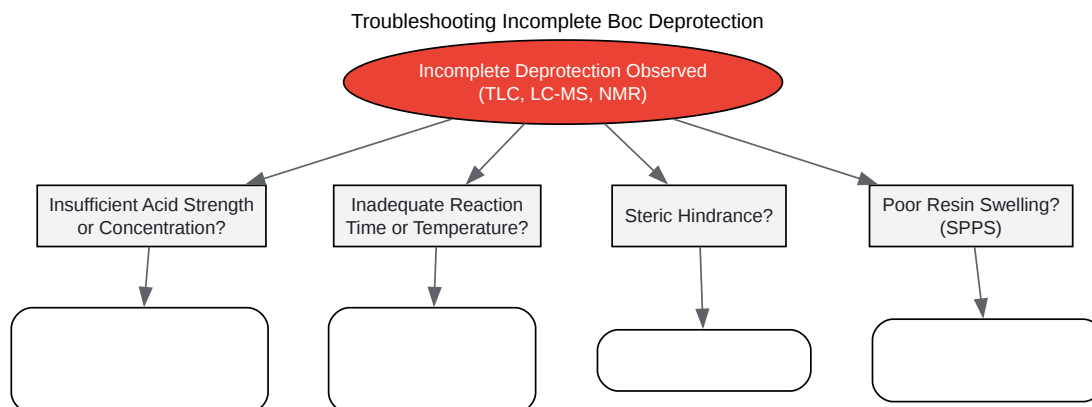 Troubleshooting Incomplete Boc Deprotection
Incomplete Deprotection Observed
(TLC, LC-MS, NMR)
Insufficient Acid Strength
or Concentration?
Inadequate Reaction
Time or Temperature?
Steric Hindrance?
Poor Resin Swelling?
(SPPS)